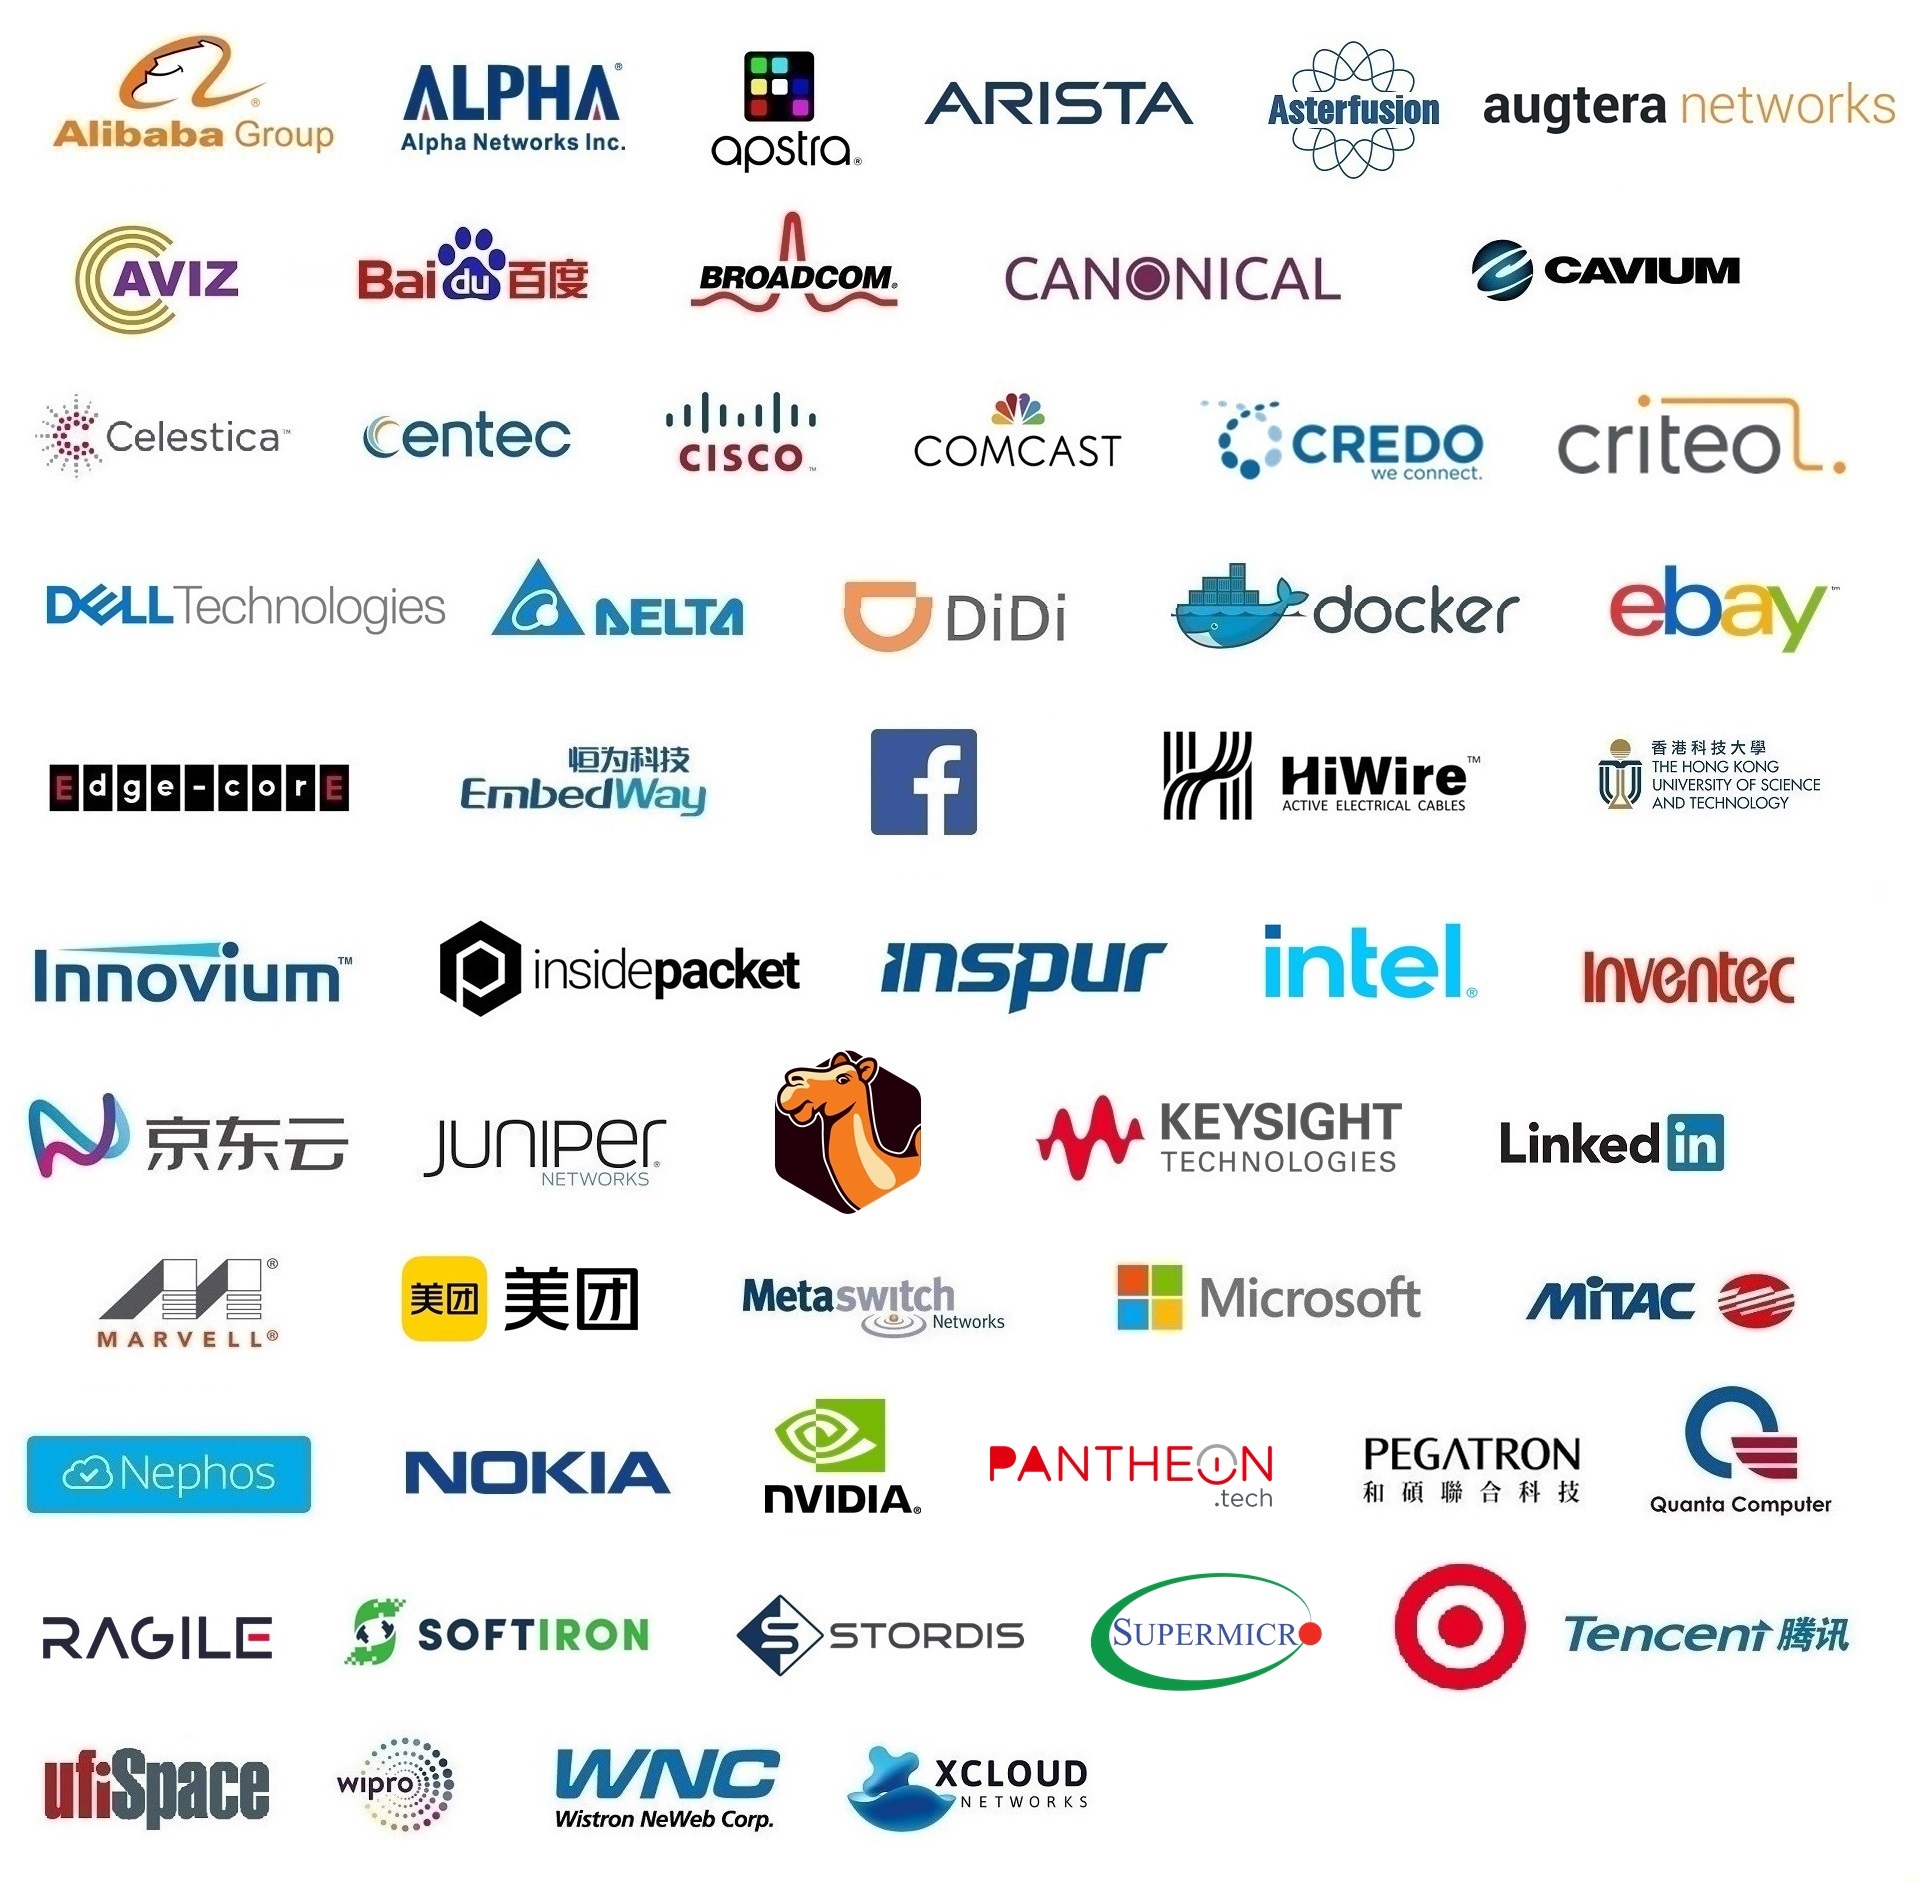 Alibaba Group ®
ALPHA ®
Alpha Networks Inc.
apstra ®
ARISTA
Asterfusion
augtera networks
AVIZ
Bai du 百度
BROADCOM ®
CANONICAL
CAVIUM
Celestica ™
Centec
CISCO ™
COMCAST
CREDO
we connect.
criteo
DELL Technologies
DELTA
DiDi
docker
ebay ™
Edge-corE
恒为科技
EmbedWay
f
HiWire ™
ACTIVE ELECTRICAL CABLES
香港科技大學
THE HONG KONG
UNIVERSITY OF SCIENCE
AND TECHNOLOGY
Innovium ™
insidepacket
inspur
intel ®
Inventec
京东云
JUNIPer ®
NETWORKS
KEYSIGHT
TECHNOLOGIES
Linked in
MARVELL ®
美团 美团
Metaswitch
Networks
Microsoft
MiTAC
Nephos
NOKIA
NVIDIA ®
PANTHEON
.tech
PEGATRON
和碩聯合科技
Quanta Computer
RAGILE
SOFTIRON
STORDIS
SUPERMICRO
Tencent 腾讯
ufiSpace
wipro
WNC
Wistron NeWeb Corp.
XCLOUD
NETWORKS